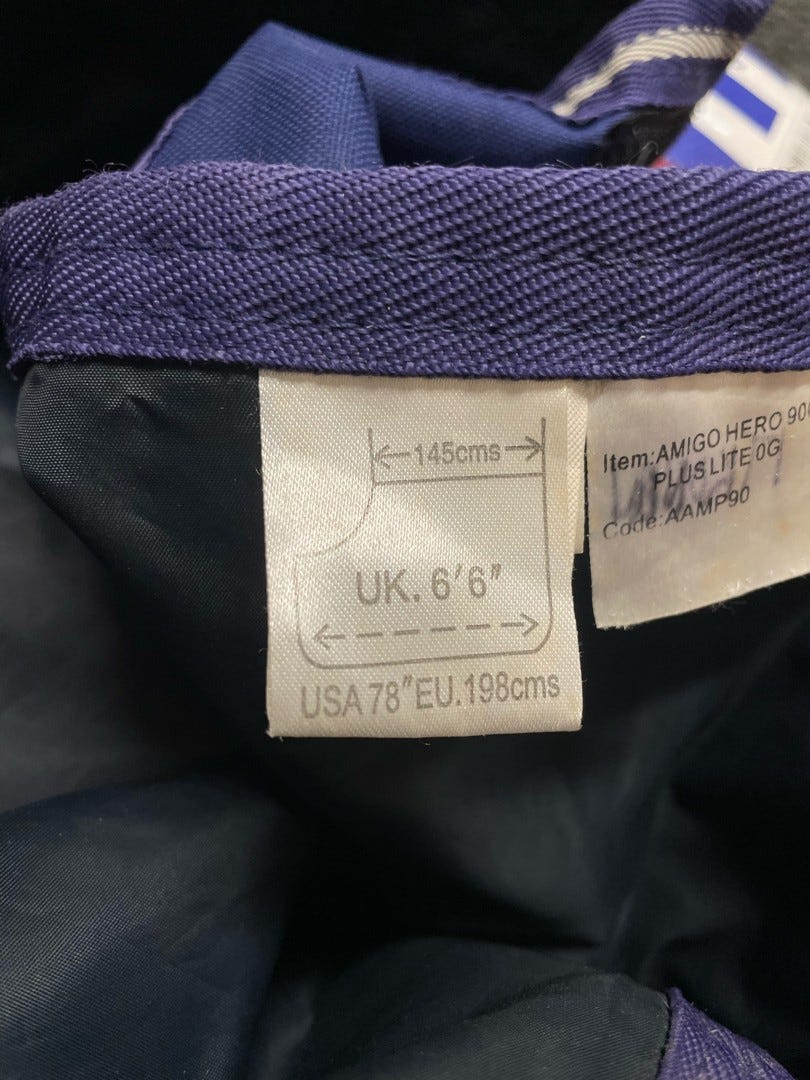 145cms
UK. 6'6"
USA 78" EU.198cms
Item:AMIGO HERO 900
PLUS LITE 0G
Code:AAMP90